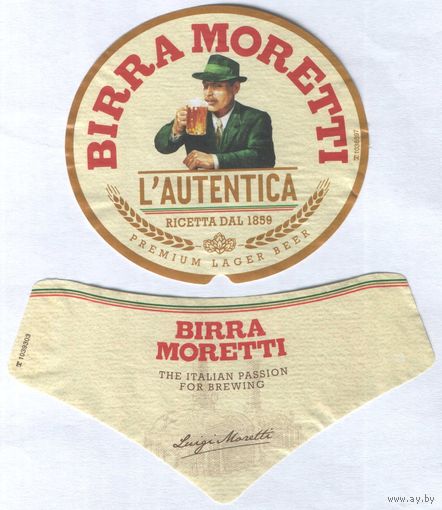 BIRRA MORETTI
L'AUTENTICA
RICETTA DAL 1859
PREMIUM LAGER BEER
BIRRA
MORETTI
THE ITALIAN PASSION
FOR BREWING
1039303
Luigi Moretti
www.ay.by